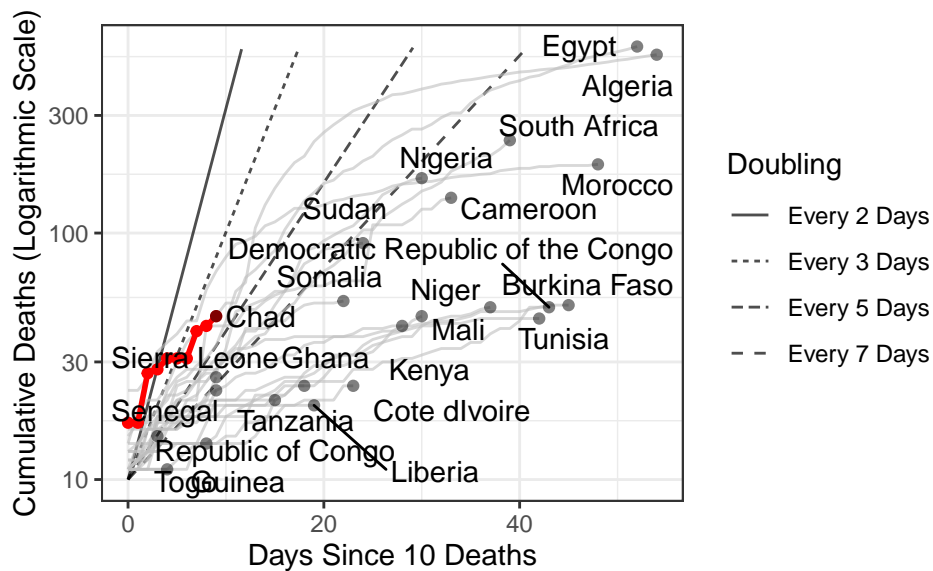 Cumulative Deaths (Logarithmic Scale)
300
100
30
10
Egypt
Algeria
South Africa
Nigeria
Morocco
Sudan
Cameroon
Democratic Republic of the Congo
Somalia
Niger
Burkina Faso
Chad
Mali
Tunisia
Sierra Leone
Ghana
Kenya
Senegal
Tanzania
Cote dIvoire
Republic of Congo
Liberia
Togo
Guinea
0
20
40
Days Since 10 Deaths
Doubling
Every 2 Days
Every 3 Days
Every 5 Days
Every 7 Days